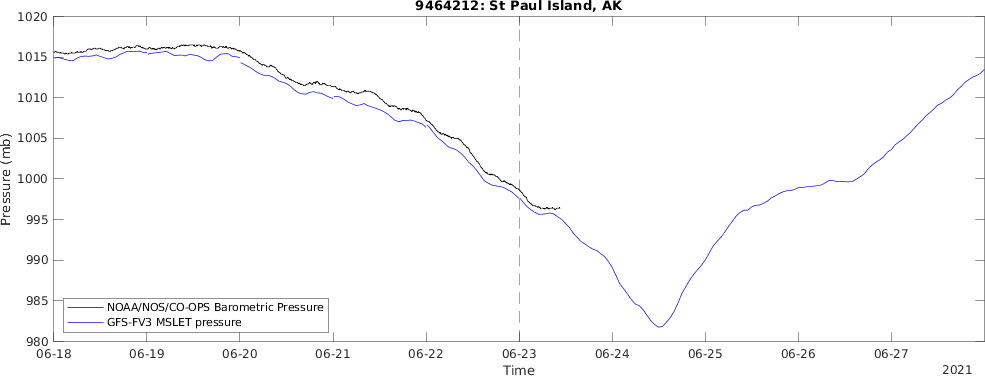 9464212: St Paul Island, AK
1020
1015
1010
1005
1000
995
990
985
980
Pressure (mb)
NOAA/NOS/CO-OPS Barometric Pressure
GFS-FV3 MSLET pressure
06-18 06-19 06-20 06-21 06-22 06-23 06-24 06-25 06-26 06-27
Time
2021